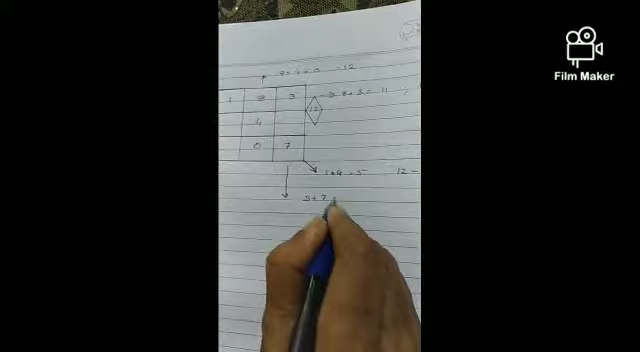 8+4+0 = 12
1 8 3
12 → 8+3 = 11
4
0 7
1+4 = 5 12 -
3+7 =
Film Maker